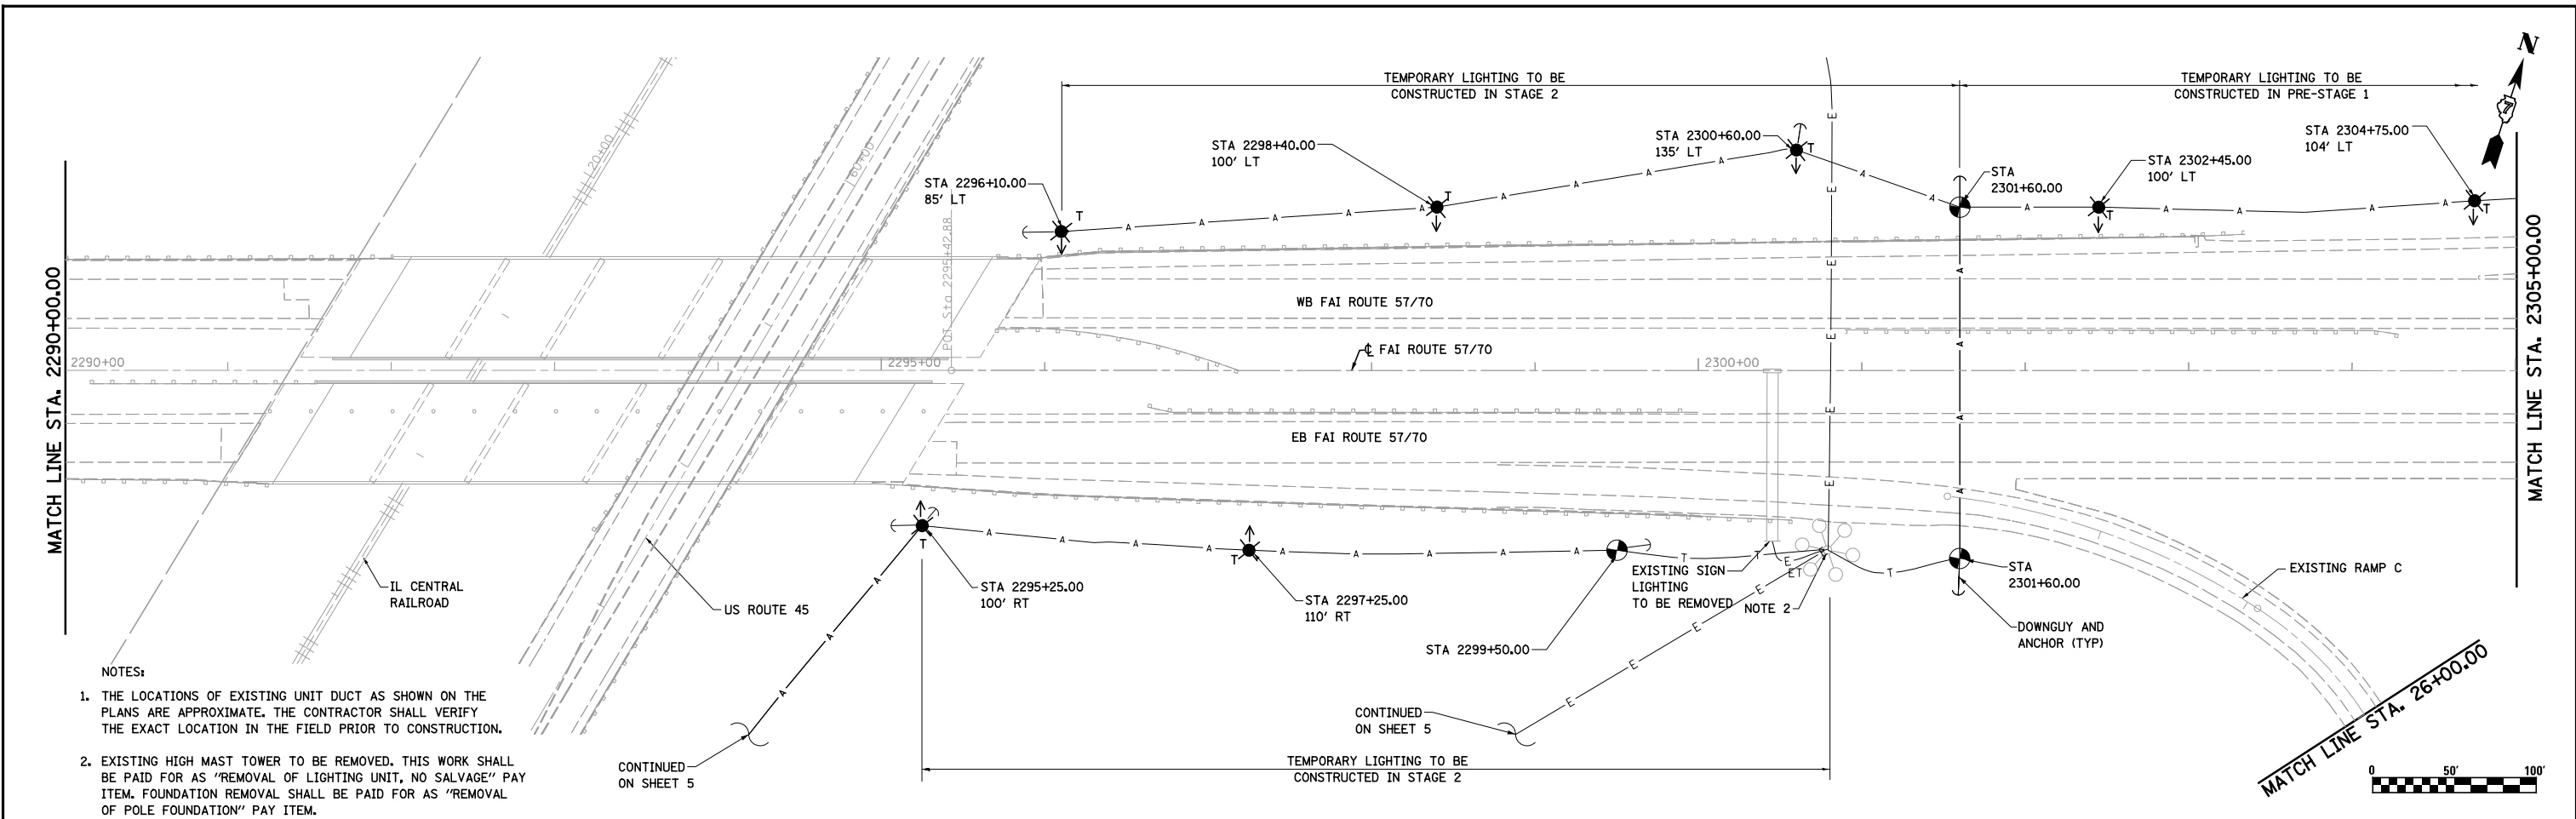 TEMPORARY LIGHTING TO BE
CONSTRUCTED IN STAGE 2
TEMPORARY LIGHTING TO BE
CONSTRUCTED IN PRE-STAGE 1
N
7
STA 2296+10.00
85' LT
T
STA 2298+40.00
100' LT
T
STA 2300+60.00
135' LT
T
STA
2301+60.00
STA 2302+45.00
100' LT
T
STA 2304+75.00
104' LT
T
A A A A A A A A A A A A A A A
E E E E E E
A A A A
20+00
60+00
POT Sta 2295+42.88
MATCH LINE STA. 2290+00.00
MATCH LINE STA. 2305+00.00
WB FAI ROUTE 57/70
℄ FAI ROUTE 57/70
2290+00
2295+00
2300+00
EB FAI ROUTE 57/70
IL CENTRAL
RAILROAD
US ROUTE 45
T
STA 2295+25.00
100' RT
T
STA 2297+25.00
110' RT
A A A A A A A A A
STA 2299+50.00
T T
EXISTING SIGN
LIGHTING
TO BE REMOVED
E
ET
NOTE 2
T
STA
2301+60.00
DOWNGUY AND
ANCHOR (TYP)
EXISTING RAMP C
A A A
E E E E
CONTINUED
ON SHEET 5
CONTINUED
ON SHEET 5
TEMPORARY LIGHTING TO BE
CONSTRUCTED IN STAGE 2
MATCH LINE STA. 26+00.00
0 50' 100'
NOTES:
1. THE LOCATIONS OF EXISTING UNIT DUCT AS SHOWN ON THE
PLANS ARE APPROXIMATE. THE CONTRACTOR SHALL VERIFY
THE EXACT LOCATION IN THE FIELD PRIOR TO CONSTRUCTION.
2. EXISTING HIGH MAST TOWER TO BE REMOVED. THIS WORK SHALL
BE PAID FOR AS "REMOVAL OF LIGHTING UNIT, NO SALVAGE" PAY
ITEM. FOUNDATION REMOVAL SHALL BE PAID FOR AS "REMOVAL
OF POLE FOUNDATION" PAY ITEM.